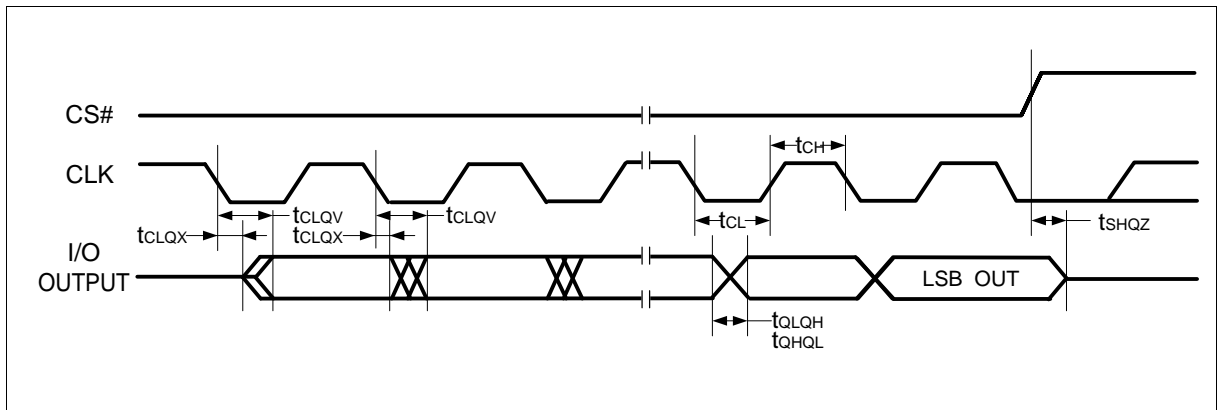 CS#
CLK
tCH
tCLQV
tCLQV
tCL
tSHQZ
tCLQX
tCLQX
I/O
OUTPUT
LSB OUT
tQLQH
tQHQL